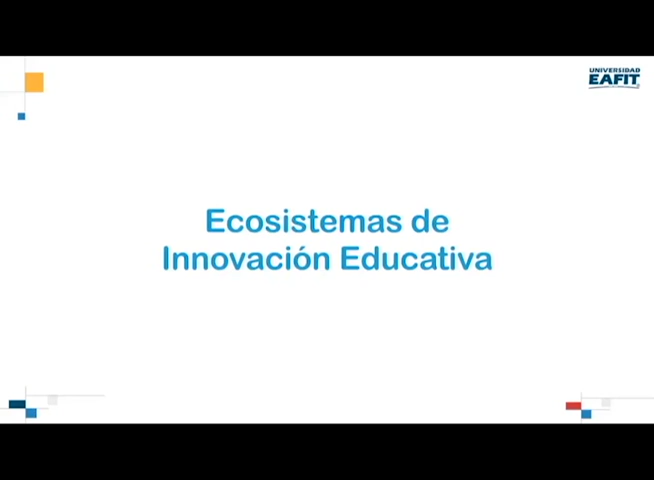 UNIVERSIDAD
EAFIT
Ecosistemas de
Innovación Educativa